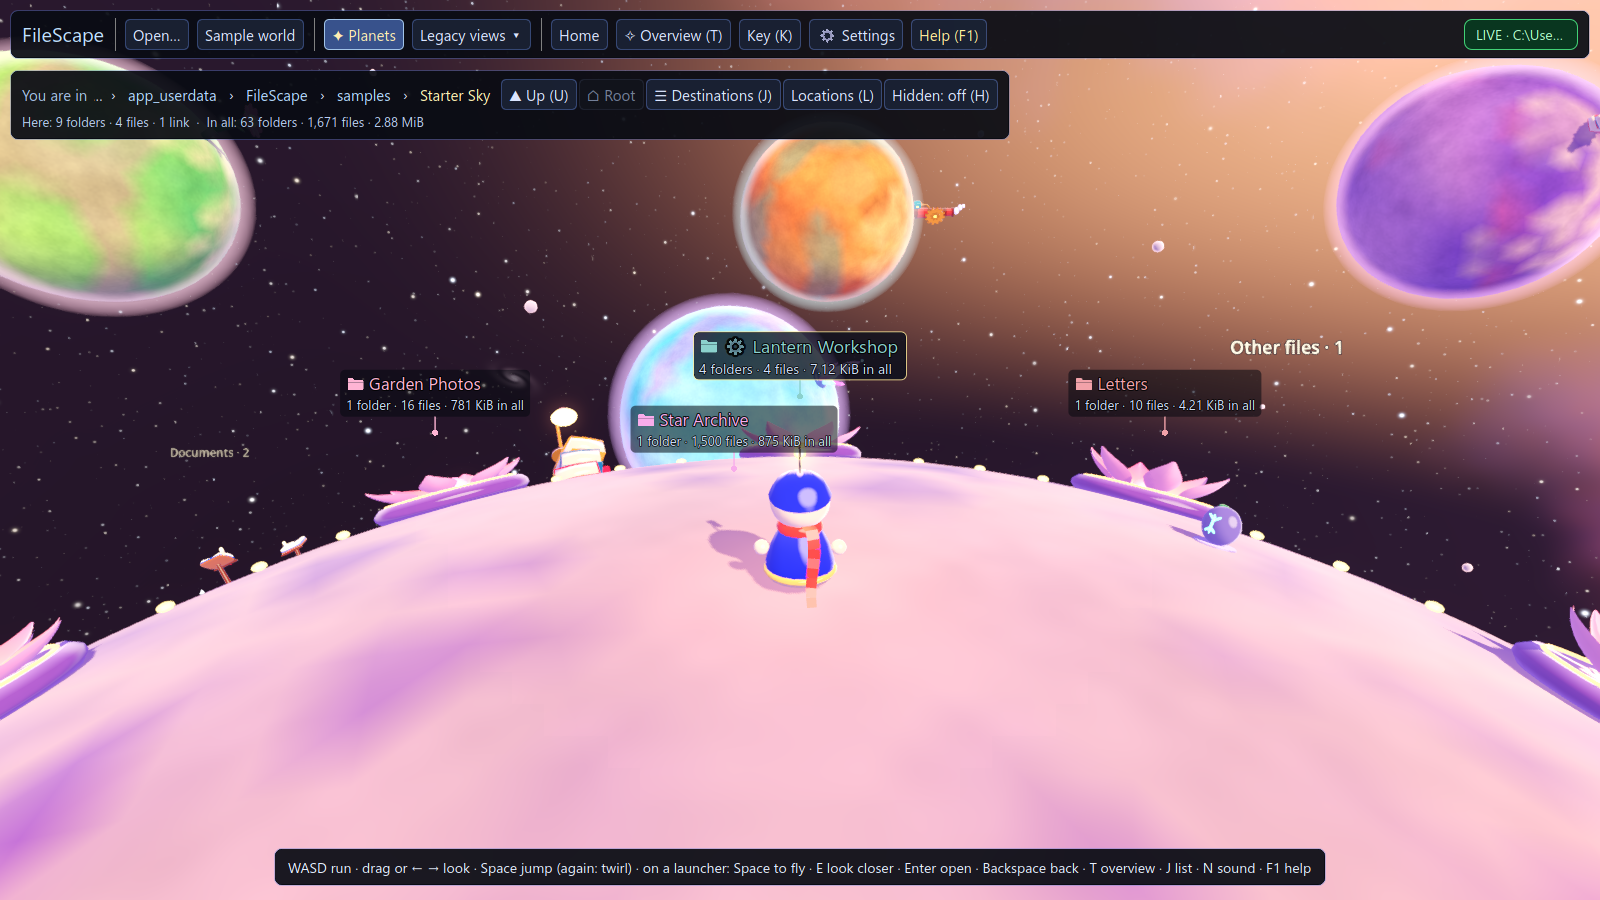 FileScape
Open...
Sample world
✦ Planets
Legacy views ▾
Home
✧ Overview (T)
Key (K)
Settings
Help (F1)
LIVE · C:\Use...
You are in .. › app_userdata › FileScape › samples › Starter Sky
▲ Up (U)
⌂ Root
☰ Destinations (J)
Locations (L)
Hidden: off (H)
Here: 9 folders · 4 files · 1 link · In all: 63 folders · 1,671 files · 2.88 MiB
Lantern Workshop
4 folders · 4 files · 7.12 KiB in all
Other files · 1
Garden Photos
1 folder · 16 files · 781 KiB in all
Letters
1 folder · 10 files · 4.21 KiB in all
Star Archive
1 folder · 1,500 files · 875 KiB in all
Documents · 2
WASD run · drag or ← → look · Space jump (again: twirl) · on a launcher: Space to fly · E look closer · Enter open · Backspace back · T overview · J list · N sound · F1 help